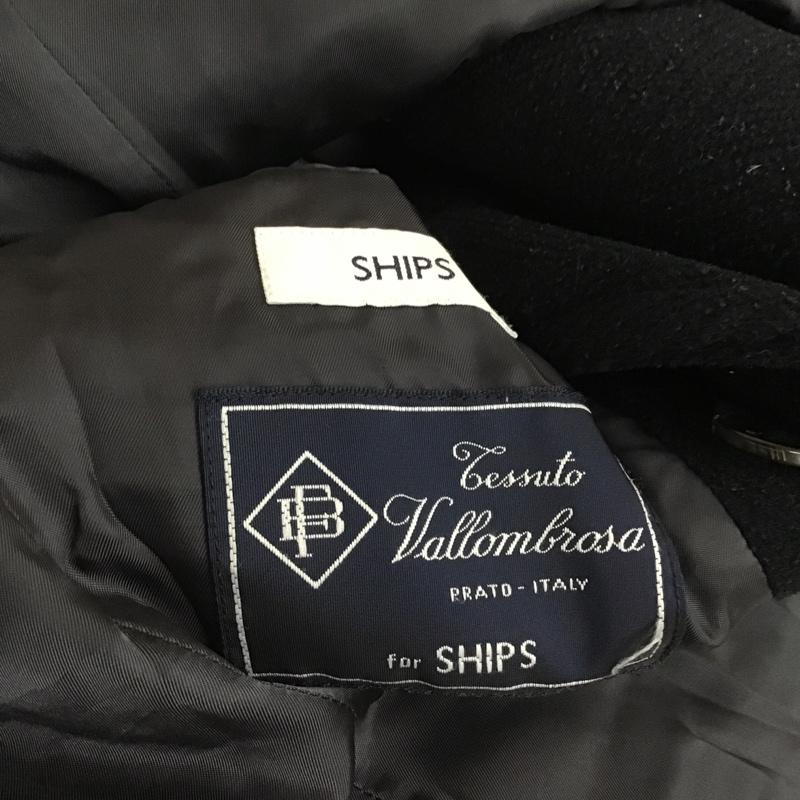 SHIPS
Tessuto
Vallombrosa
PRATO - ITALY
for SHIPS